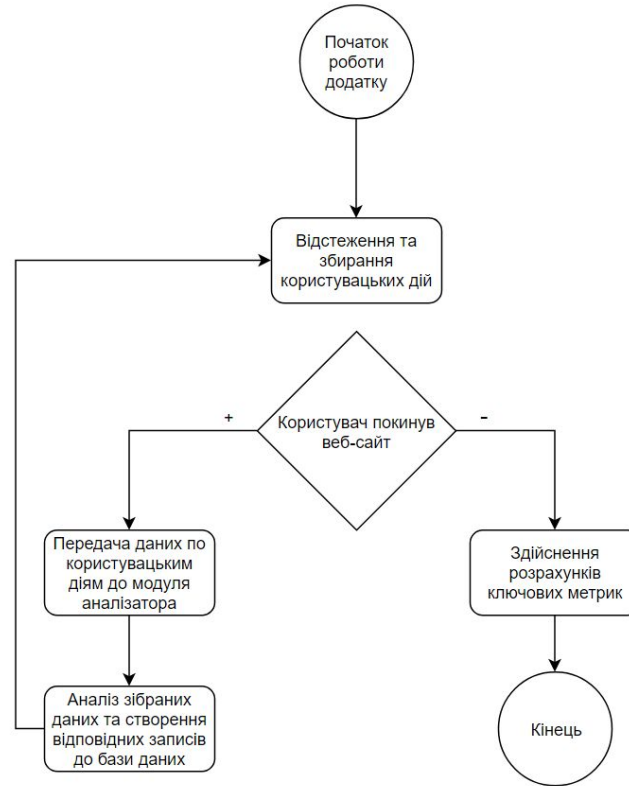 Початок
роботи
додатку
Відстеження та
збирання
користувацьких дій
+
Користувач покинув
веб-сайт
–
Передача даних по
користувацьким
діям до модуля
аналізатора
Здійснення
розрахунків
ключових метрик
Аналіз зібраних
даних та створення
відповідних записів
до бази даних
Кінець